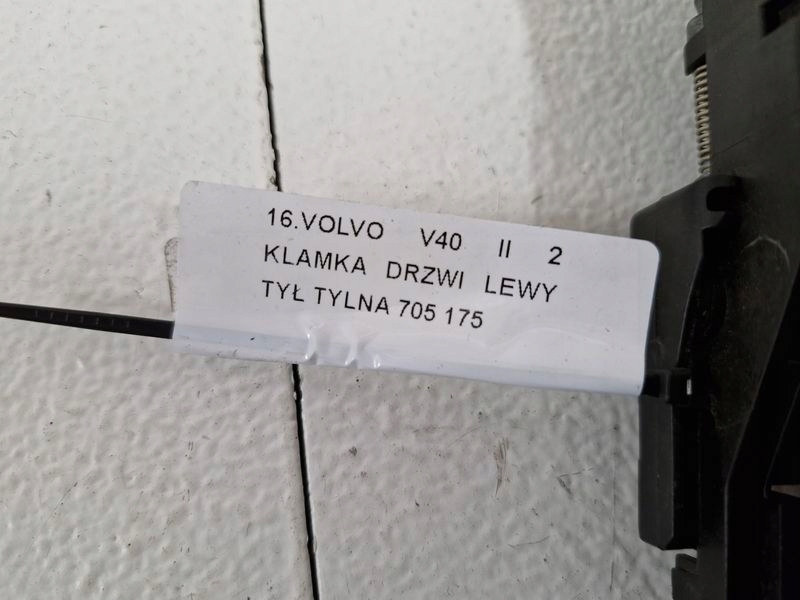 16.VOLVO V40 II 2
KLAMKA DRZWI LEWY
TYŁ TYLNA 705 175